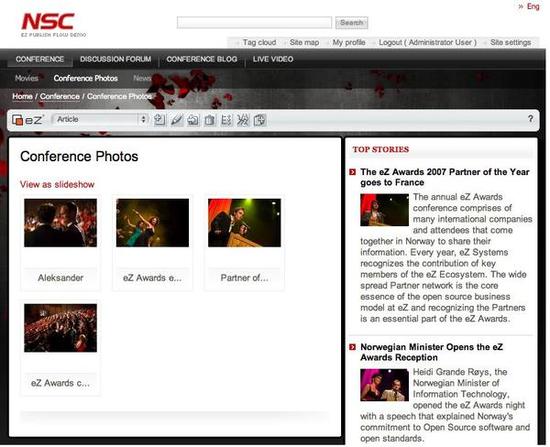 » Eng
NSC
EZ PUBLISH FLOW DEMO
Search
Tag cloud Site map My profile Logout ( Administrator User ) Site settings
CONFERENCE DISCUSSION FORUM CONFERENCE BLOG LIVE VIDEO
Movies Conference Photos News
Home / Conference / Conference Photos
eZ Article ?
Conference Photos
View as slideshow
Aleksander eZ Awards e... Partner of...
eZ Awards c...
TOP STORIES
The eZ Awards 2007 Partner of the Year
goes to France
The annual eZ Awards
conference comprises of
many international companies
and attendees that come
together in Norway to share their
information. Every year, eZ Systems
recognizes the contribution of key
members of the eZ Ecosystem. The wide
spread Partner network is the core
essence of the open source business
model at eZ and recognizing the Partners
is an essential part of the eZ Awards.
Norwegian Minister Opens the eZ
Awards Reception
Heidi Grande Røys, the
Norwegian Minister of
Information Technology,
opened the eZ Awards night
with a speech that explained Norway's
commitment to Open Source software and
open standards.